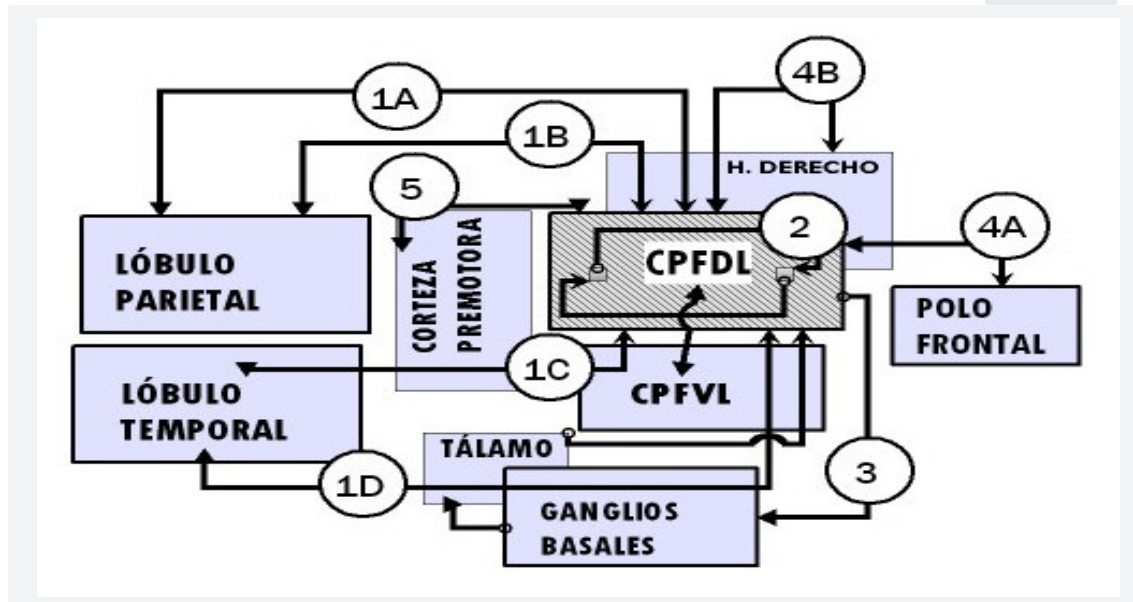 4B
1A
1B
H. DERECHO
5
2
4A
LÓBULO
PARIETAL
CORTEZA
PREMOTORA
CPFDL
POLO
FRONTAL
1C
LÓBULO
TEMPORAL
CPFVL
TÁLAMO
3
1D
GANGLIOS
BASALES